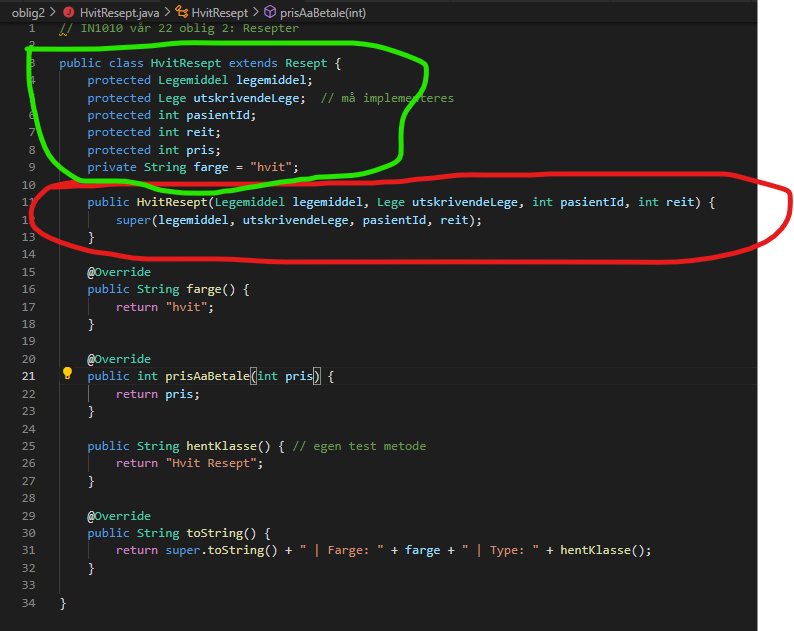 oblig2 > HvitResept.java > HvitResept > prisAaBetale(int)
1 // IN1010 vår 22 oblig 2: Resepter
2
3 public class HvitResept extends Resept {
4 protected Legemiddel legemiddel;
protected Lege utskrivendeLege; // må implementeres
6 protected int pasientId;
7 protected int reit;
8 protected int pris;
9 private String farge = "hvit";
10
11 public HvitResept(Legemiddel legemiddel, Lege utskrivendeLege, int pasientId, int reit) {
12 super(legemiddel, utskrivendeLege, pasientId, reit);
13 }
14
15 @Override
16 public String farge() {
17 return "hvit";
18 }
19
20 @Override
21 public int prisAaBetale(int pris) {
22 return pris;
23 }
24
25 public String hentKlasse() { // egen test metode
26 return "Hvit Resept";
27 }
28
29 @Override
30 public String toString() {
31 return super.toString() + " | Farge: " + farge + " | Type: " + hentKlasse();
32 }
33
34 }